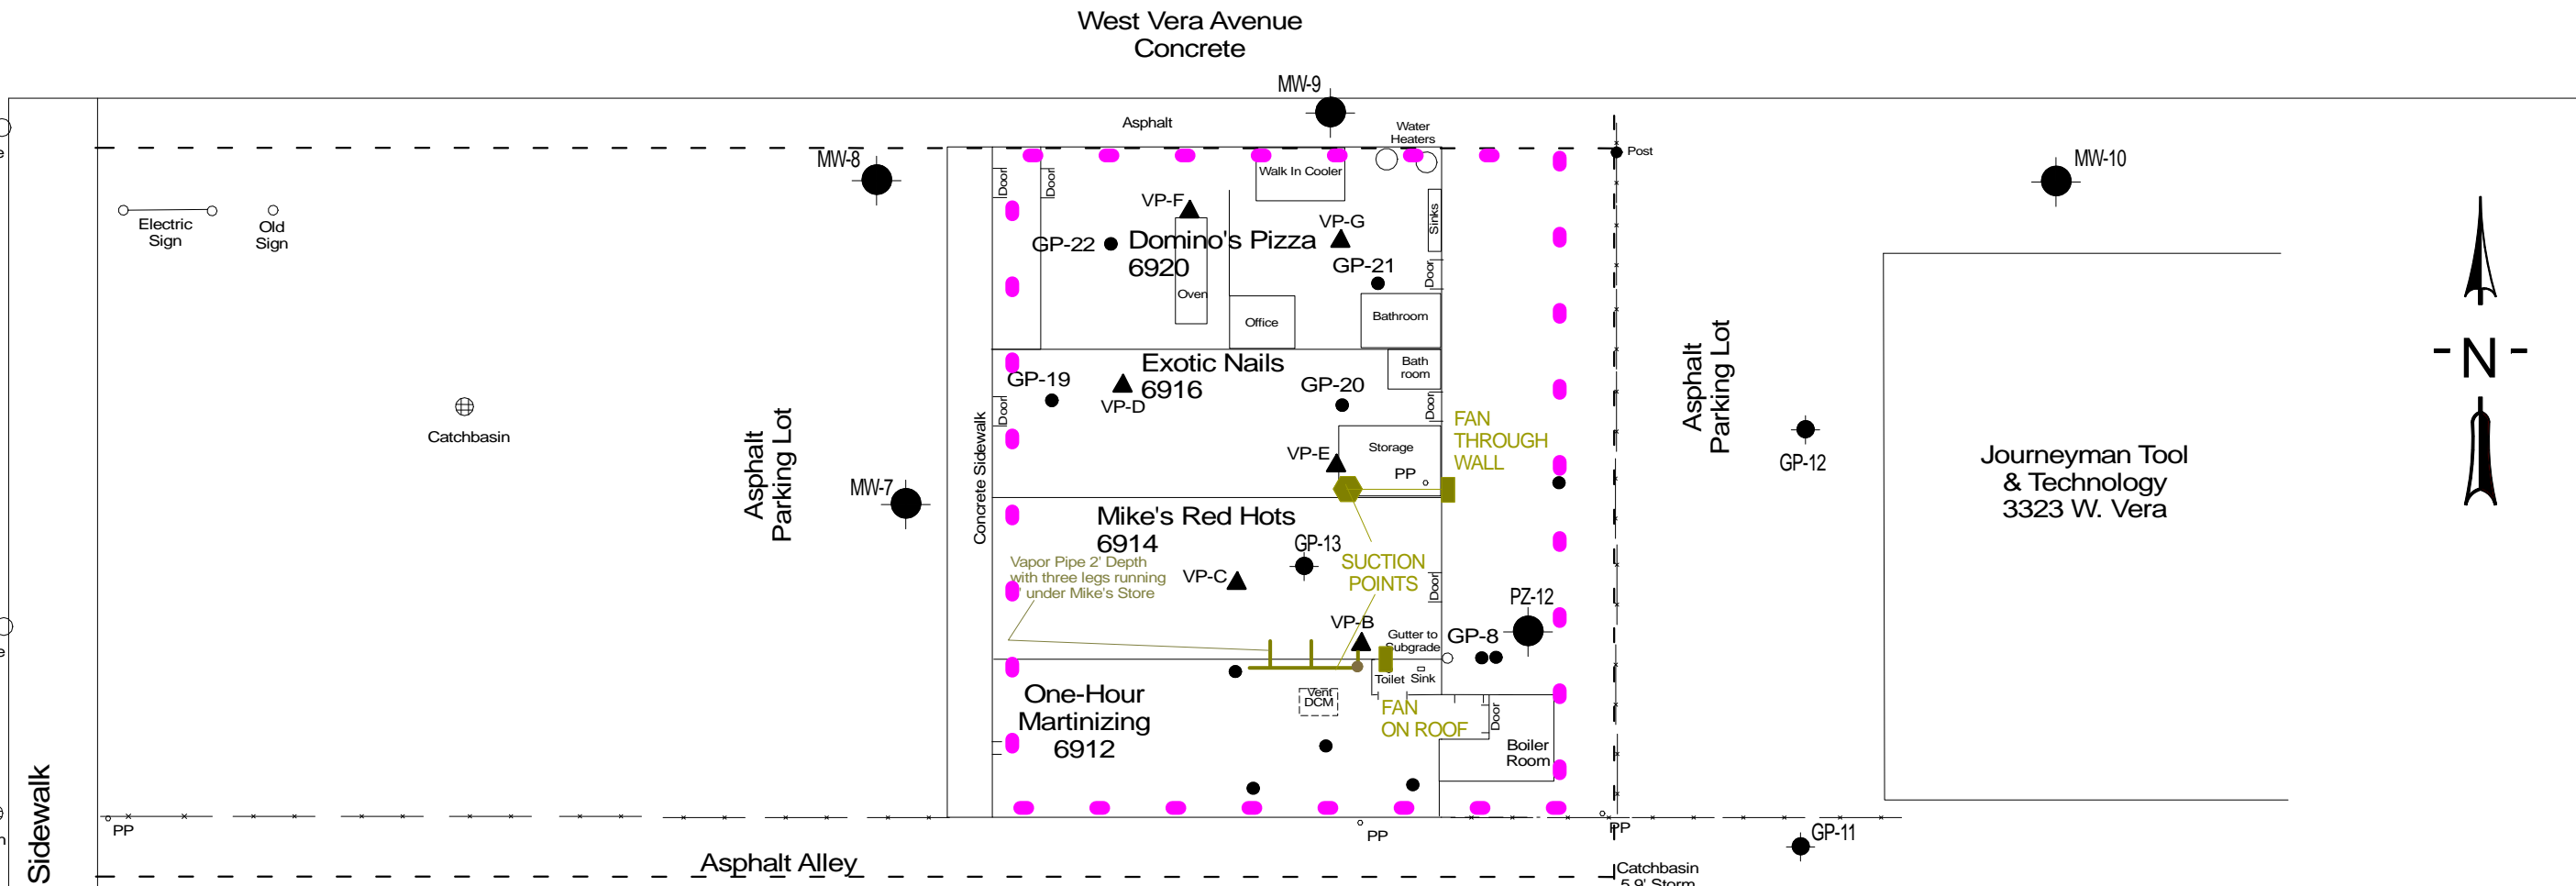 West Vera Avenue
Concrete
MW-9
Asphalt
Water
Heaters
MW-8
Post
MW-10
Walk In Cooler
Door
Door
VP-F
VP-G
Sinks
Electric
Sign
Old
Sign
GP-22
Domino's Pizza
6920
GP-21
Door
Oven
Office
Bathroom
Exotic Nails
6916
Bath
room
GP-19
VP-D
GP-20
Door
Door
Asphalt
Parking Lot
Asphalt
Parking Lot
Concrete Sidewalk
Catchbasin
FAN
THROUGH
WALL
Storage
VP-E
PP
GP-12
Journeyman Tool
& Technology
3323 W. Vera
-N-
MW-7
Mike's Red Hots
6914
GP-13
Vapor Pipe 2' Depth
with three legs running
' under Mike's Store
VP-C
SUCTION
POINTS
Door
PZ-12
VP-B
Gutter to
Subgrade
GP-8
Toilet
Sink
One-Hour
Martinizing
6912
Vent
DCM
FAN
ON ROOF
Door
Boiler
Room
Sidewalk
PP
PP
PP
GP-11
Asphalt Alley
Catchbasin
5.9' Storm